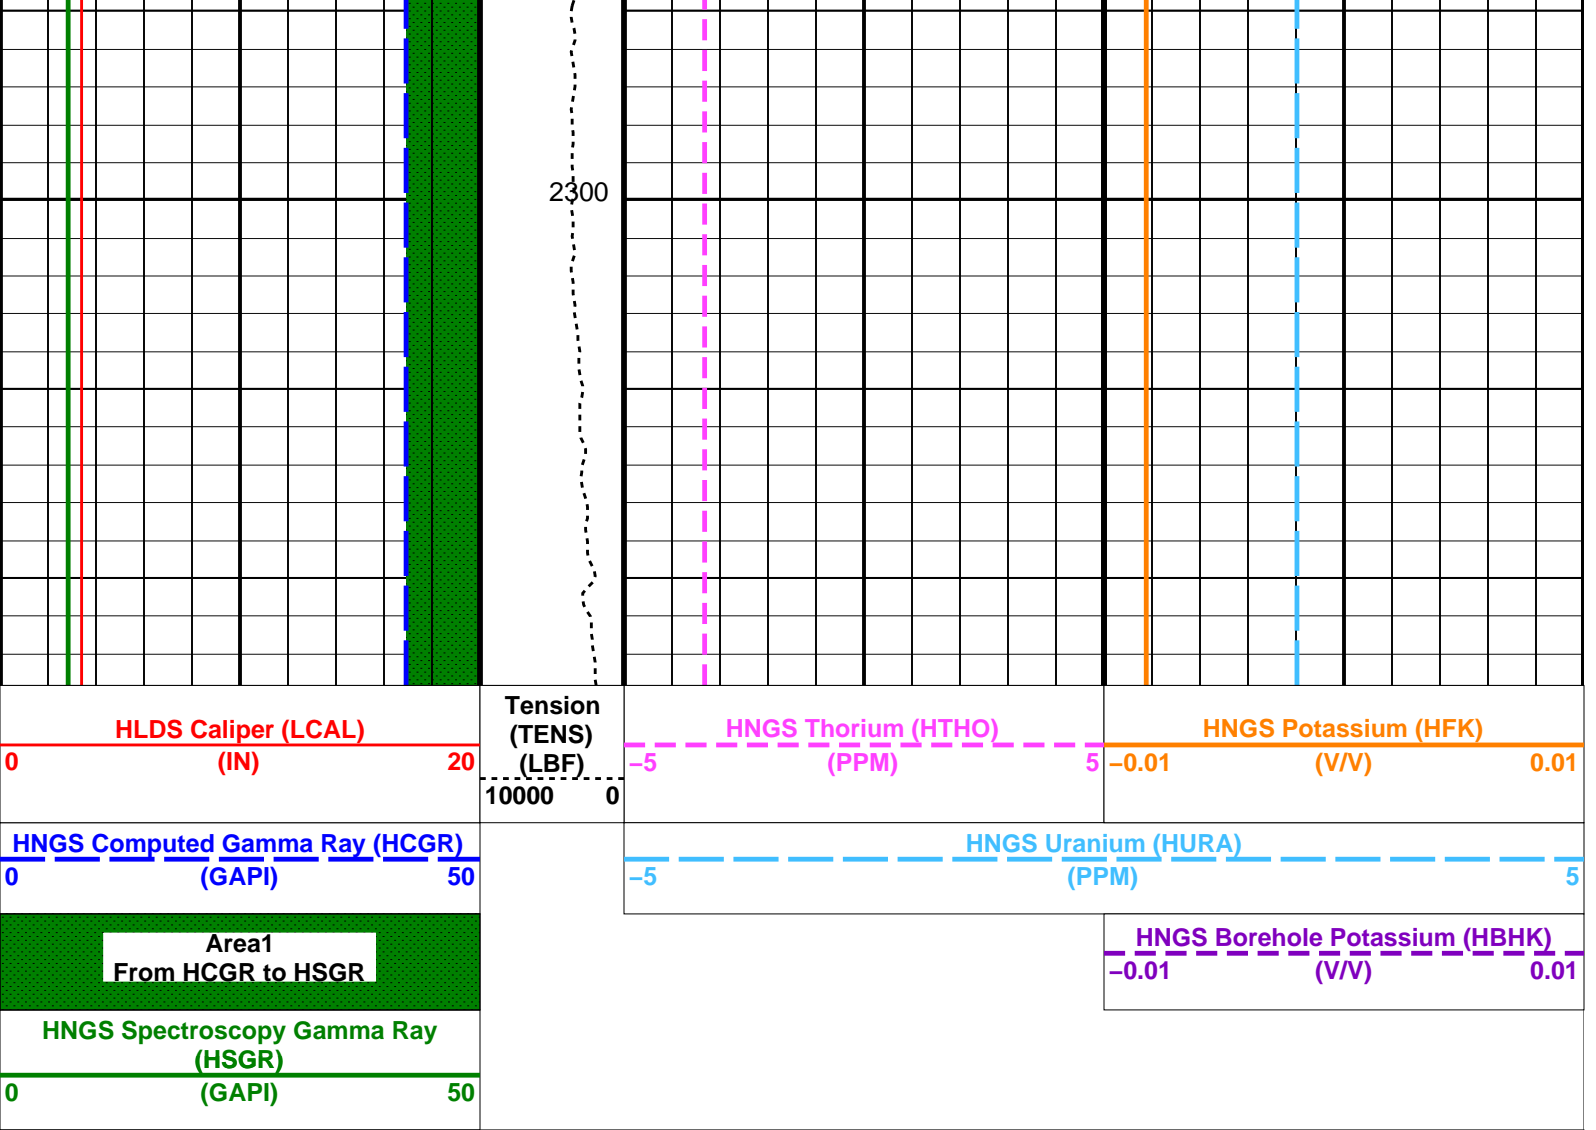 2300
HLDS Caliper (LCAL)
0 (IN) 20
Tension
(TENS)
(LBF)
10000 0
HNGS Thorium (HTHO)
−5 (PPM) 5
HNGS Potassium (HFK)
−0.01 (V/V) 0.01
HNGS Computed Gamma Ray (HCGR)
0 (GAPI) 50
HNGS Uranium (HURA)
−5 (PPM) 5
Area1
From HCGR to HSGR
HNGS Borehole Potassium (HBHK)
−0.01 (V/V) 0.01
HNGS Spectroscopy Gamma Ray
(HSGR)
0 (GAPI) 50